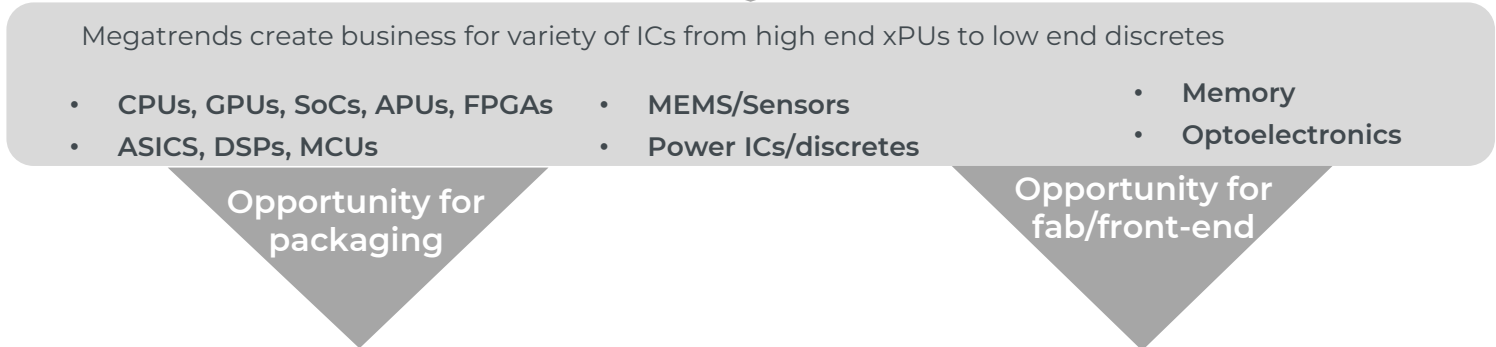 Megatrends create business for variety of ICs from high end xPUs to low end discretes
• CPUs, GPUs, SoCs, APUs, FPGAs
• ASICS, DSPs, MCUs
• MEMS/Sensors
• Power ICs/discretes
• Memory
• Optoelectronics
Opportunity for
packaging
Opportunity for
fab/front-end